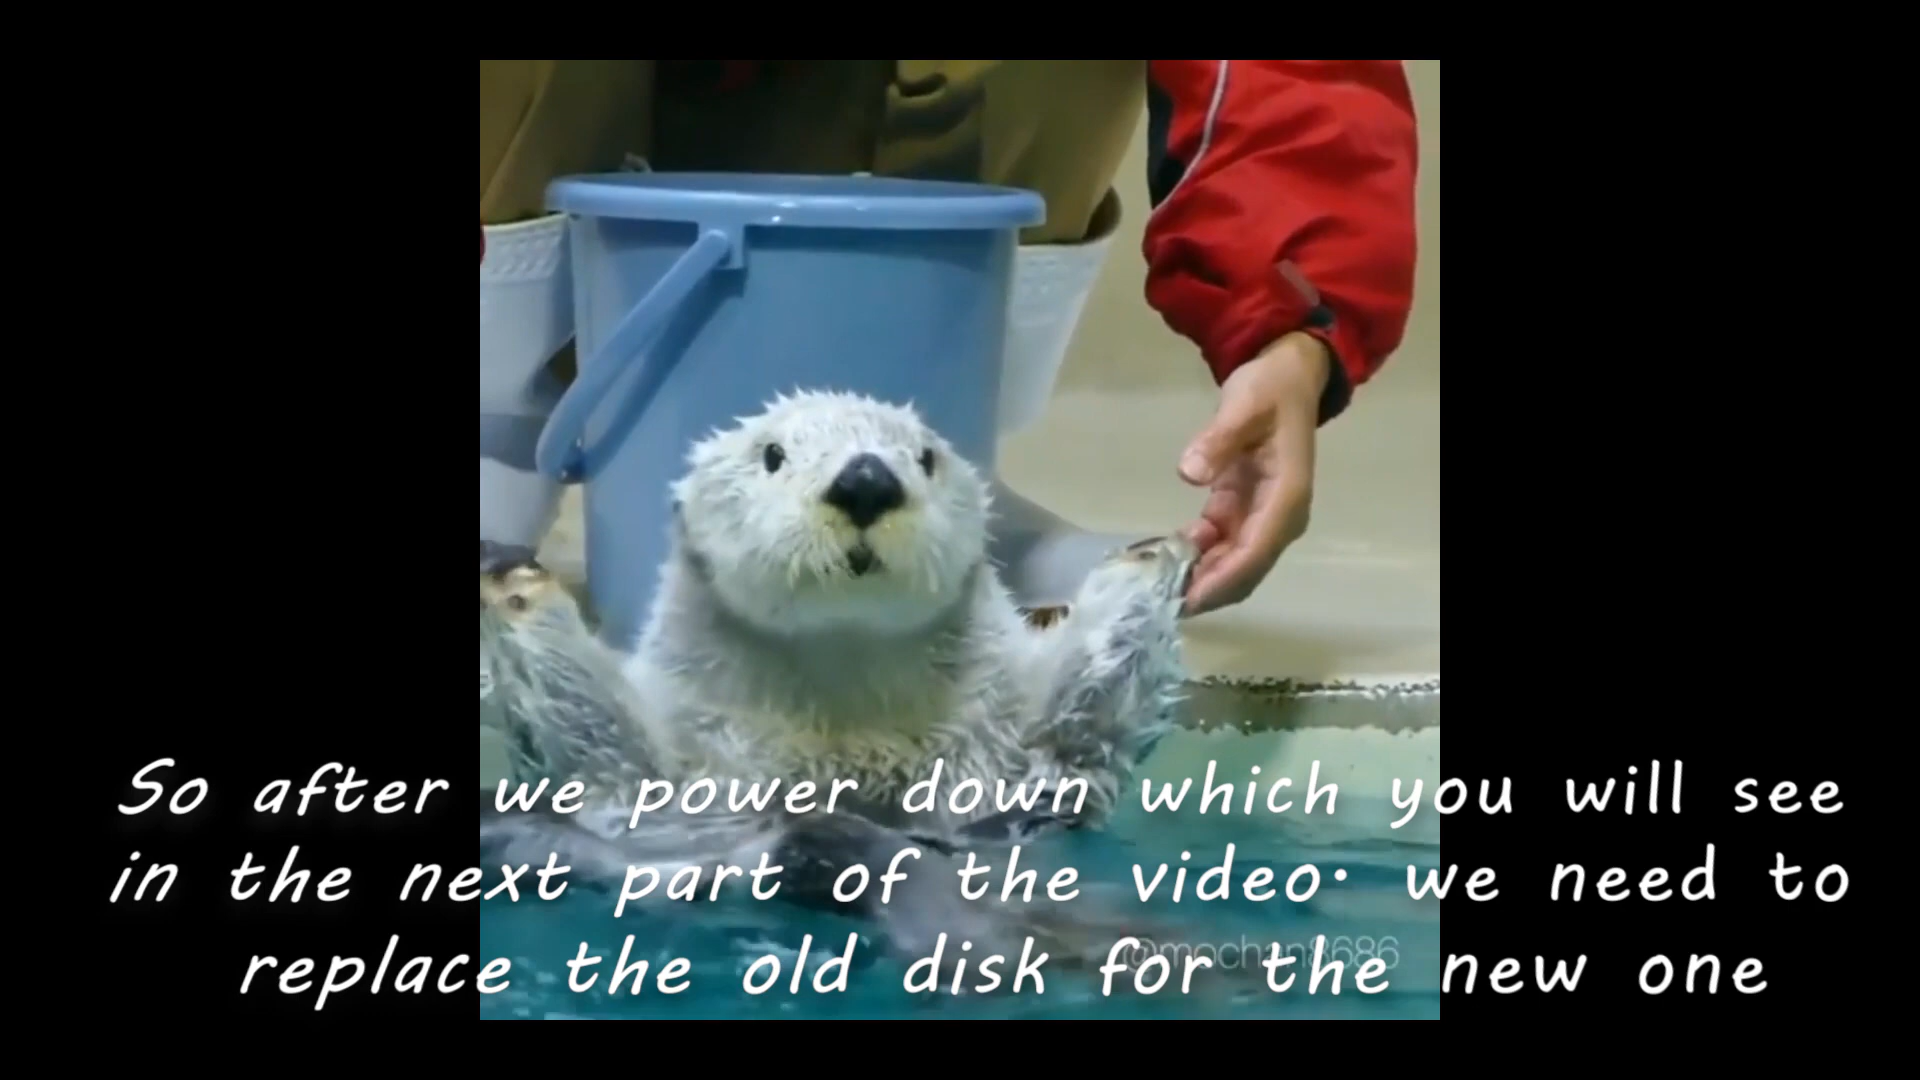 So after we power down which you will see
in the next part of the video. we need to
replace the old disk for the new one
@mochan8686